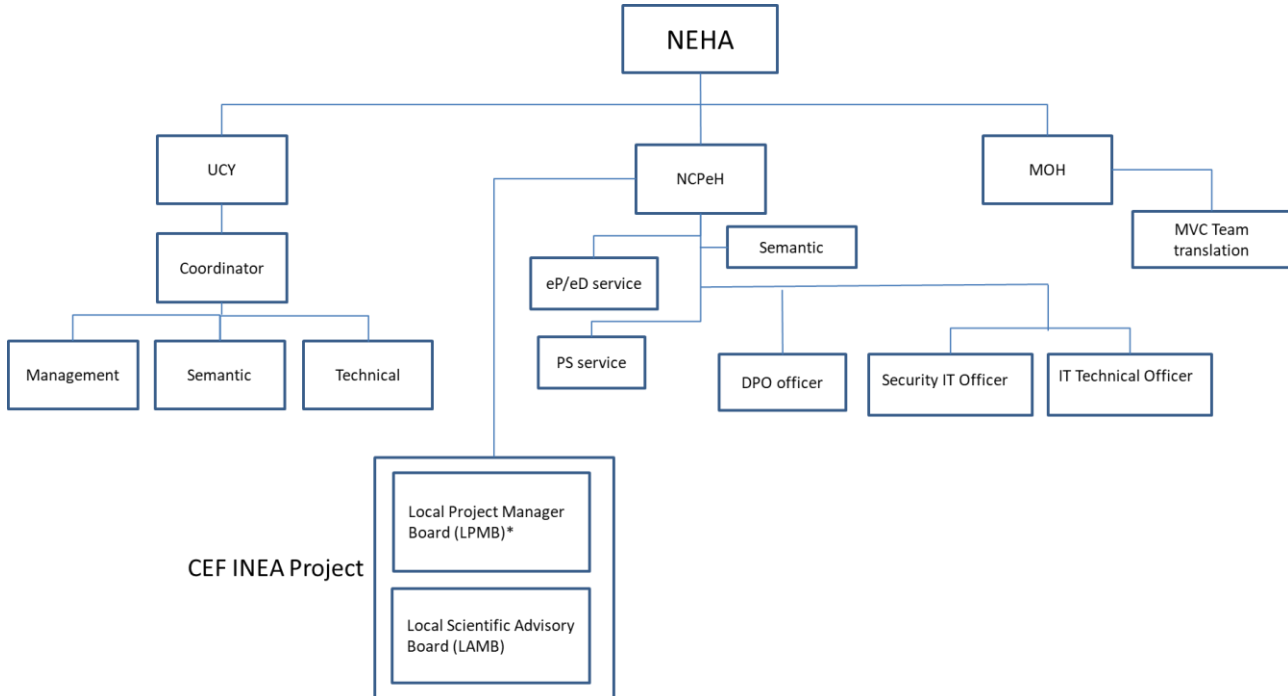 NEHA
UCY
NCPeH
MOH
MVC Team
translation
Semantic
Coordinator
eP/eD service
Management
Semantic
Technical
PS service
DPO officer
Security IT Officer
IT Technical Officer
CEF INEA Project
Local Project Manager
Board (LPMB)*
Local Scientific Advisory
Board (LAMB)